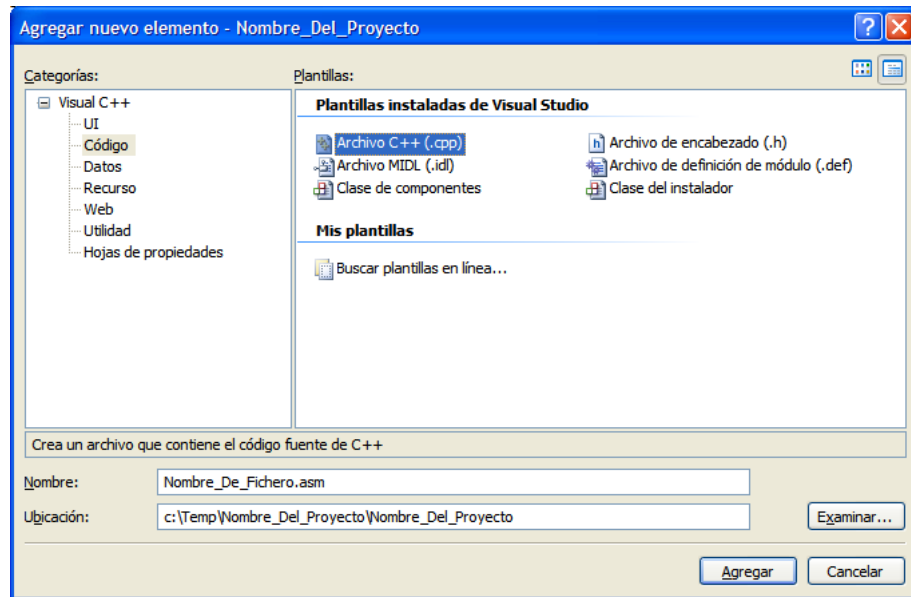 Agregar nuevo elemento - Nombre_Del_Proyecto
Categorías:
Plantillas:
Visual C++
UI
Código
Datos
Recurso
Web
Utilidad
Hojas de propiedades
Plantillas instaladas de Visual Studio
Archivo C++ (.cpp)
Archivo de encabezado (.h)
Archivo MIDL (.idl)
Archivo de definición de módulo (.def)
Clase de componentes
Clase del instalador
Mis plantillas
Buscar plantillas en línea...
Crea un archivo que contiene el código fuente de C++
Nombre:
Nombre_De_Fichero.asm
Ubicación:
c:\Temp\Nombre_Del_Proyecto\Nombre_Del_Proyecto
Examinar...
Agregar
Cancelar